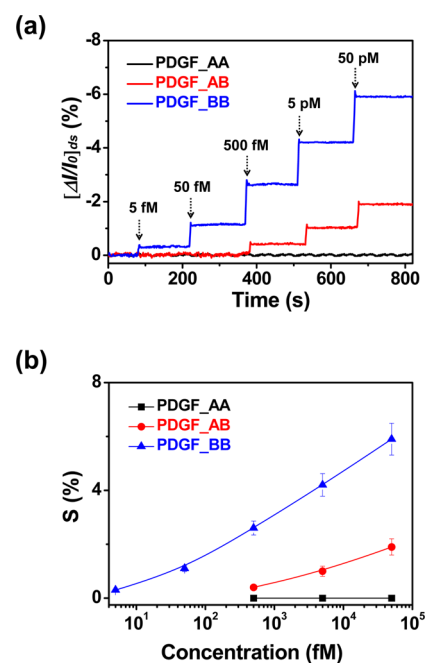 (a)
-8
-6
-4
-2
0
[ΔI/I0]ds (%)
PDGF_AA
PDGF_AB
PDGF_BB
5 fM
50 fM
500 fM
5 pM
50 pM
0 200 400 600 800
Time (s)
(b)
8
4
0
S (%)
PDGF_AA
PDGF_AB
PDGF_BB
10^1 10^2 10^3 10^4 10^5
Concentration (fM)